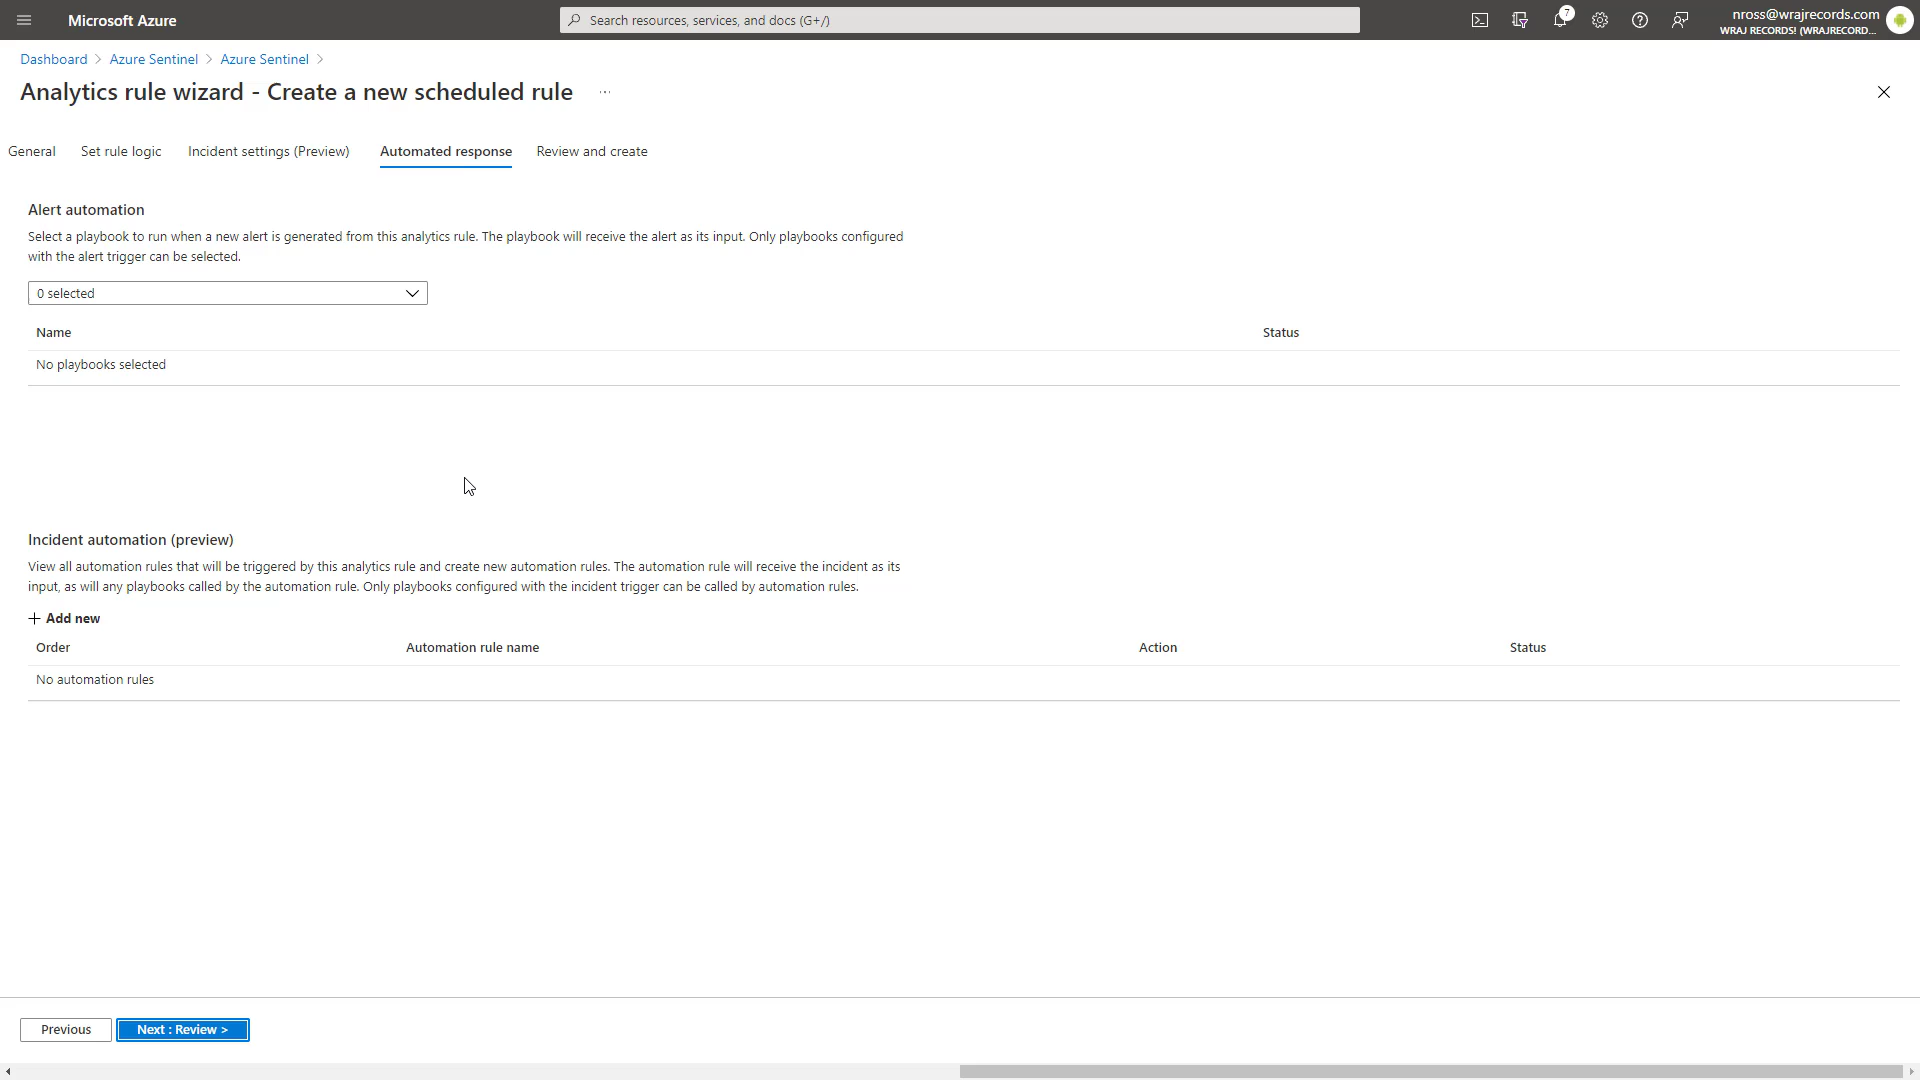 Microsoft Azure
Search resources, services, and docs (G+/)
7
nross@wrajrecords.com
WRAJ RECORDS! (WRAJRECORD...
Dashboard > Azure Sentinel > Azure Sentinel >
Analytics rule wizard - Create a new scheduled rule ...
General Set rule logic Incident settings (Preview) Automated response Review and create
Alert automation
Select a playbook to run when a new alert is generated from this analytics rule. The playbook will receive the alert as its input. Only playbooks configured
with the alert trigger can be selected.
0 selected
Name Status
No playbooks selected
Incident automation (preview)
View all automation rules that will be triggered by this analytics rule and create new automation rules. The automation rule will receive the incident as its
input, as will any playbooks called by the automation rule. Only playbooks configured with the incident trigger can be called by automation rules.
+ Add new
Order Automation rule name Action Status
No automation rules
Previous Next : Review >